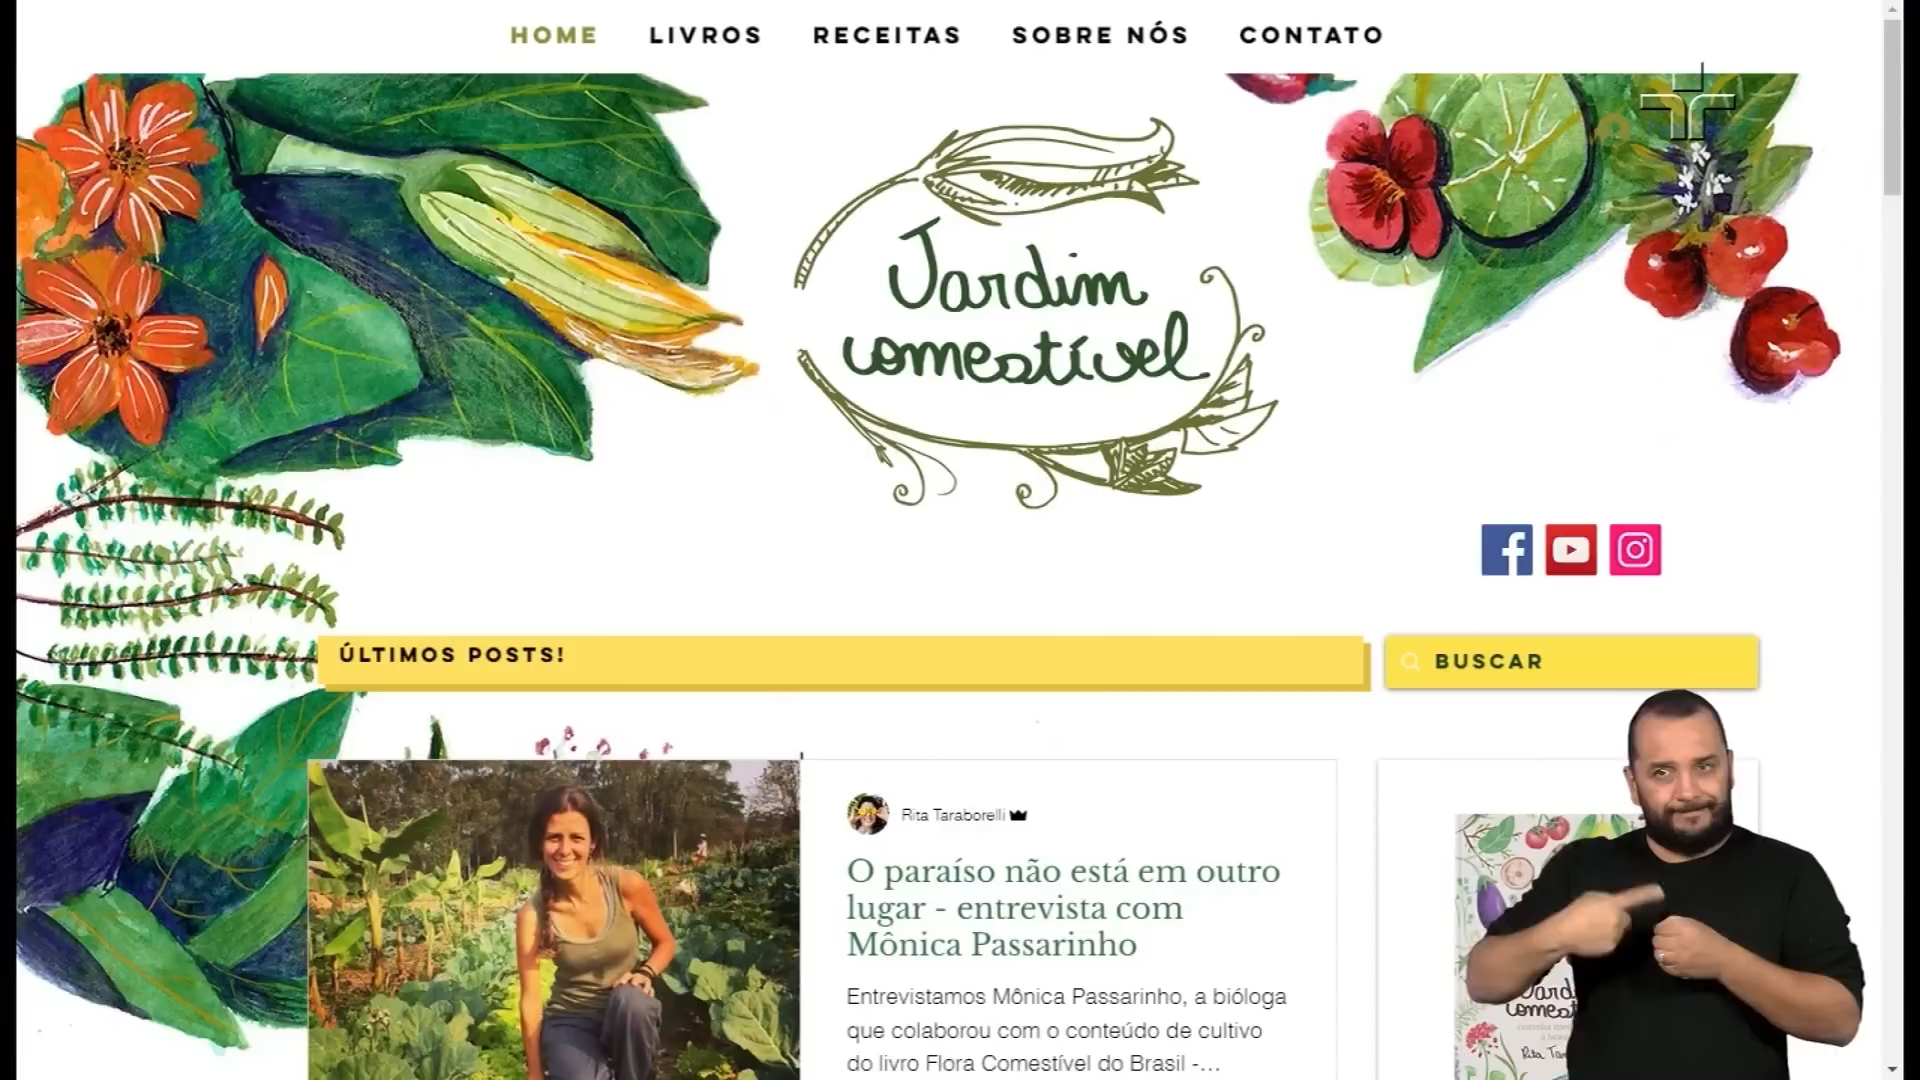 HOME LIVROS RECEITAS SOBRE NÓS CONTATO
Jardim
comestível
ÚLTIMOS POSTS!
BUSCAR
Rita Taraborelli
O paraíso não está em outro
lugar - entrevista com
Mônica Passarinho
Entrevistamos Mônica Passarinho, a bióloga
que colaborou com o conteúdo de cultivo
do livro Flora Comestível do Brasil -...